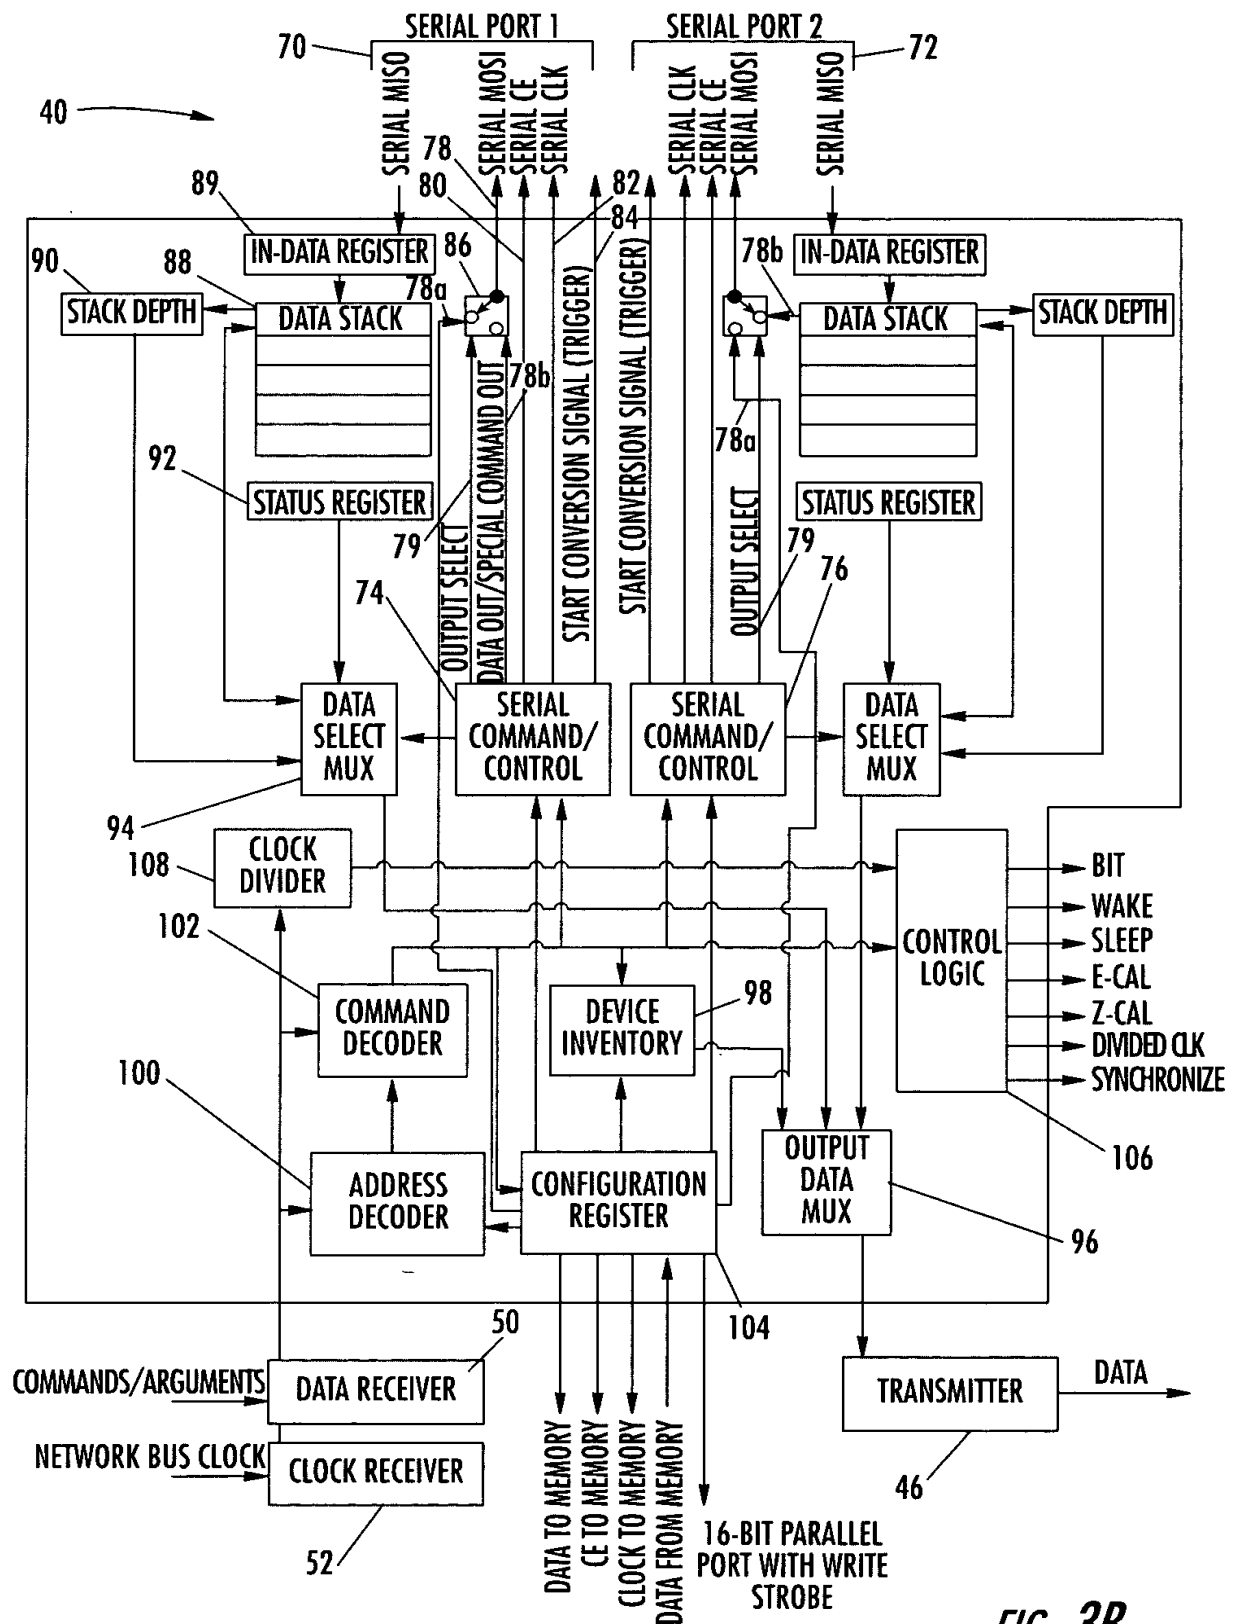 SERIAL PORT 1
SERIAL PORT 2
70
72
40
SERIAL MISO
SERIAL MOSI
SERIAL CE
SERIAL CLK
SERIAL CLK
SERIAL CE
SERIAL MOSI
SERIAL MISO
78
80
82
84
89
86
90
88
78a
78b
IN-DATA REGISTER
IN-DATA REGISTER
STACK DEPTH
DATA STACK
DATA STACK
STACK DEPTH
78b
78a
92
STATUS REGISTER
STATUS REGISTER
79
79
OUTPUT SELECT
DATA OUT/SPECIAL COMMAND OUT
START CONVERSION SIGNAL (TRIGGER)
START CONVERSION SIGNAL (TRIGGER)
OUTPUT SELECT
74
76
DATA
SELECT
MUX
SERIAL
COMMAND/
CONTROL
SERIAL
COMMAND/
CONTROL
DATA
SELECT
MUX
94
108
CLOCK
DIVIDER
102
CONTROL
LOGIC
BIT
WAKE
SLEEP
E-CAL
Z-CAL
DIVIDED CLK
SYNCHRONIZE
COMMAND
DECODER
DEVICE
INVENTORY
98
100
ADDRESS
DECODER
CONFIGURATION
REGISTER
OUTPUT
DATA
MUX
106
96
104
50
COMMANDS/ARGUMENTS
DATA RECEIVER
TRANSMITTER
DATA
NETWORK BUS CLOCK
CLOCK RECEIVER
46
52
DATA TO MEMORY
CE TO MEMORY
CLOCK TO MEMORY
DATA FROM MEMORY
16-BIT PARALLEL
PORT WITH WRITE
STROBE
FIG. 3B